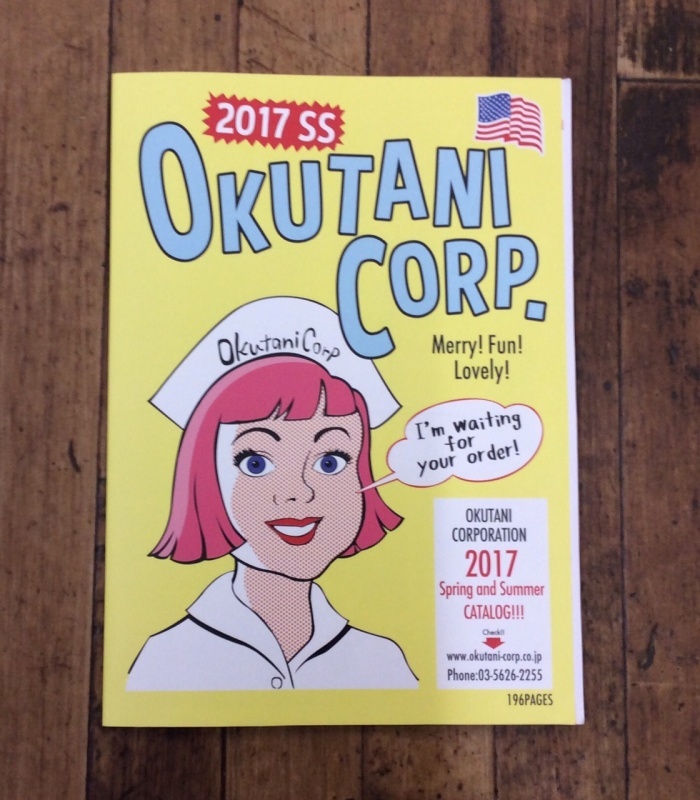 2017 SS
OKUTANI
CORP.
Okutani Corp
Merry! Fun!
Lovely!
I'm waiting
for
your order!
OKUTANI
CORPORATION
2017
Spring and Summer
CATALOG!!!
Check!!
www.okutani-corp.co.jp
Phone:03-5626-2255
196PAGES